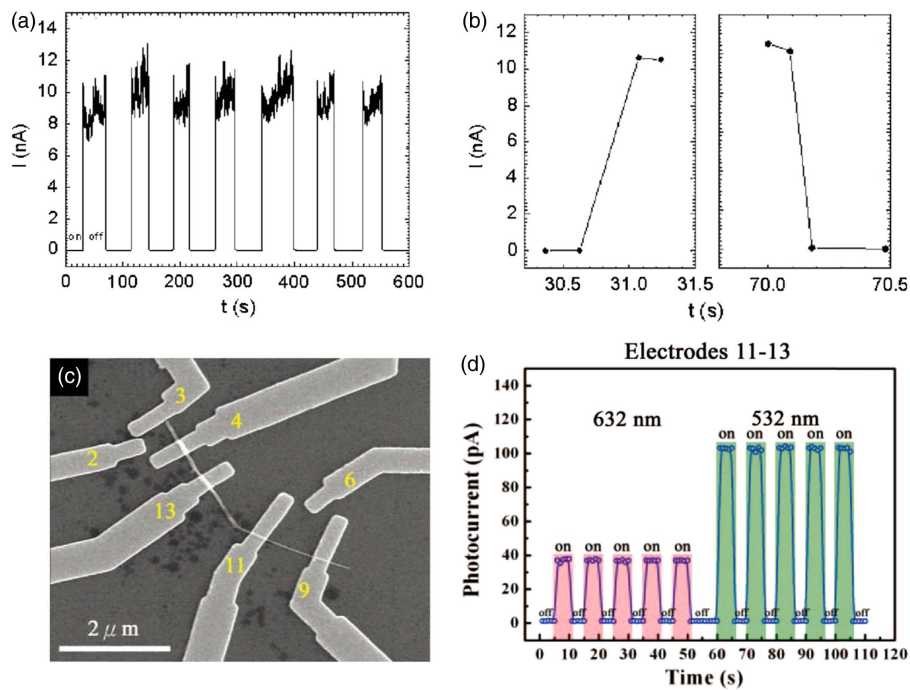 (a)
14
12
10
8
6
4
2
0
I (nA)
on off
0 100 200 300 400 500 600
t (s)
(b)
12
10
8
6
4
2
0
I (nA)
30.5 31.0 31.5 70.0 70.5
t (s)
(c)
3
4
2
6
13
11
9
2 μm
(d)
Electrodes 11-13
140
120
100
80
60
40
20
0
Photocurrent (pA)
632 nm 532 nm
on on on on on
on on on on on
off off off off off off off off off off off
0 10 20 30 40 50 60 70 80 90 100 110 120
Time (s)